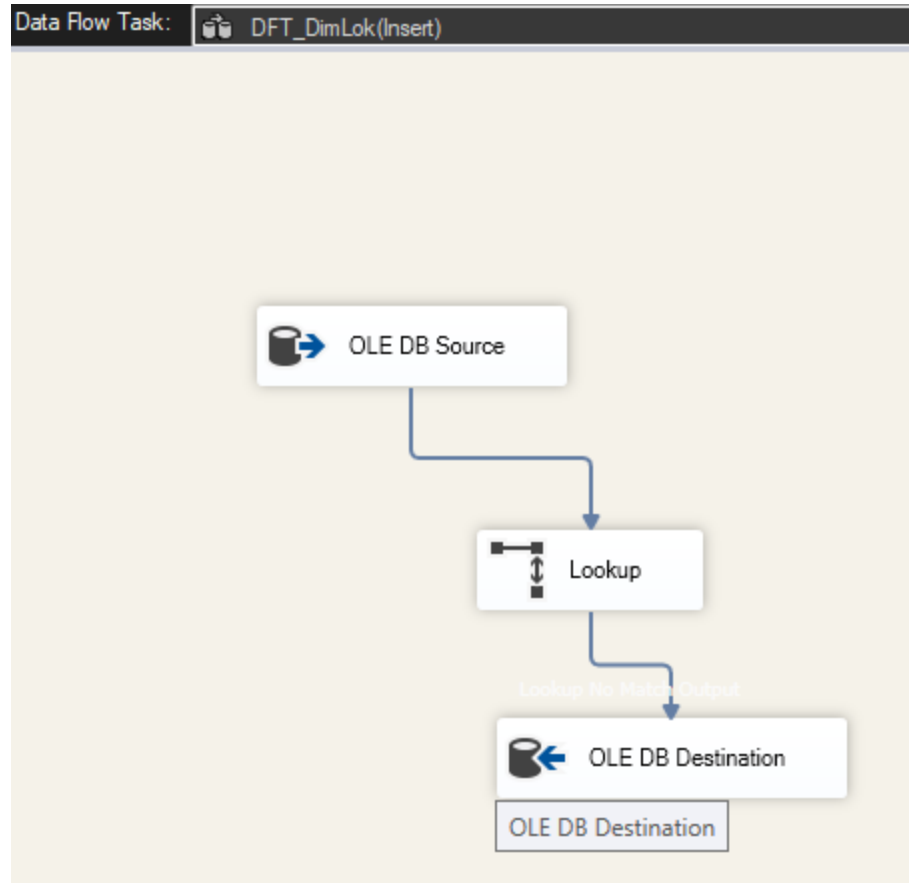 Data Flow Task:
DFT_DimLok(Insert)
OLE DB Source
Lookup
Lookup No Match Output
OLE DB Destination
OLE DB Destination